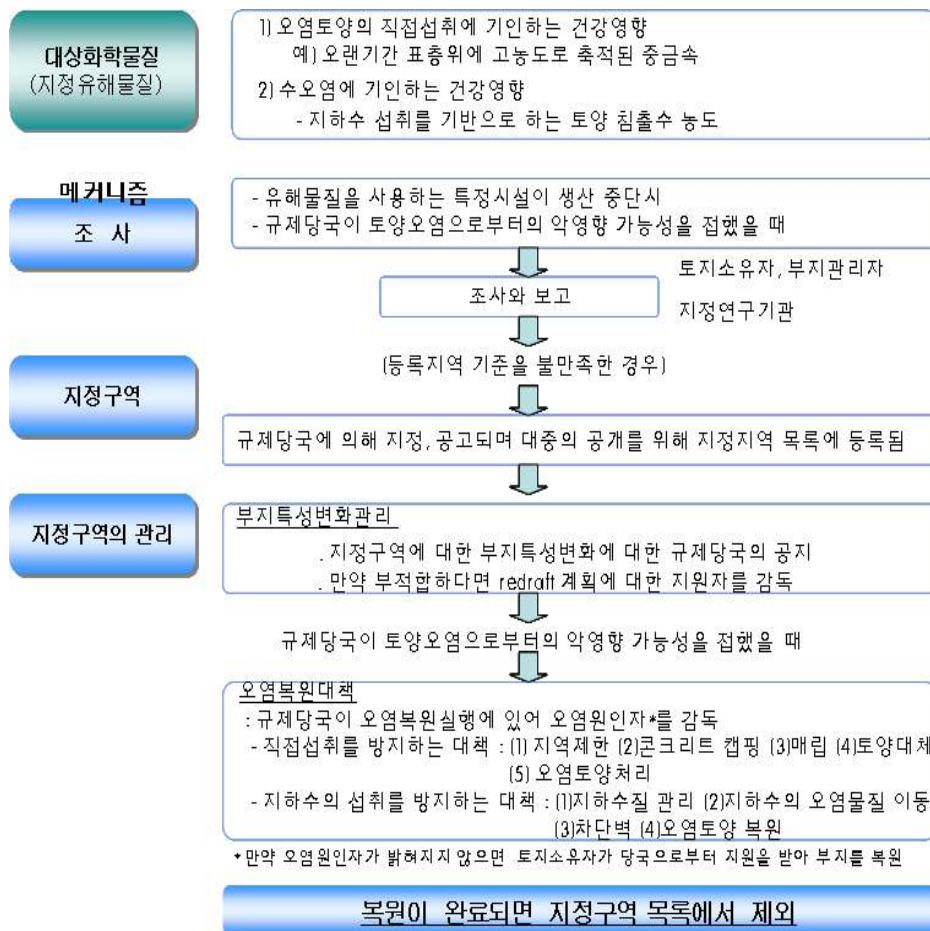 대상화학물질
(지정유해물질)
1) 오염토양의 직접섭취에 기인하는 건강영향
예) 오랜기간 표층위에 고농도로 축적된 중금속
2) 수오염에 기인하는 건강영향
- 지하수 섭취를 기반으로 하는 토양 침출수 농도
메커니즘
조 사
- 유해물질을 사용하는 특정시설이 생산 중단시
- 규제당국이 토양오염으로부터의 악영향 가능성을 접했을 때
조사와 보고
토지소유자, 부지관리자
지정연구기관
(등록지역 기준을 불만족한 경우)
지정구역
규제당국에 의해 지정, 공고되며 대중의 공개를 위해 지정지역 목록에 등록됨
지정구역의 관리
부지특성변화관리
. 지정구역에 대한 부지특성변화에 대한 규제당국의 공지
. 만약 부적합하다면 redraft 계획에 대한 지원자를 감독
규제당국이 토양오염으로부터의 악영향 가능성을 접했을 때
오염복원대책
: 규제당국이 오염복원실행에 있어 오염원인자*를 감독
- 직접섭취를 방지하는 대책 : (1) 지역제한 (2)콘크리트 캡핑 (3)매립 (4)토양대체
(5) 오염토양처리
- 지하수의 섭취를 방지하는 대책 : (1)지하수질 관리 (2)지하수의 오염물질 이동
(3)차단벽 (4)오염토양 복원
* 만약 오염원인자가 밝혀지지 않으면 토지소유자가 당국으로부터 지원을 받아 부지를 복원
복원이 완료되면 지정구역 목록에서 제외